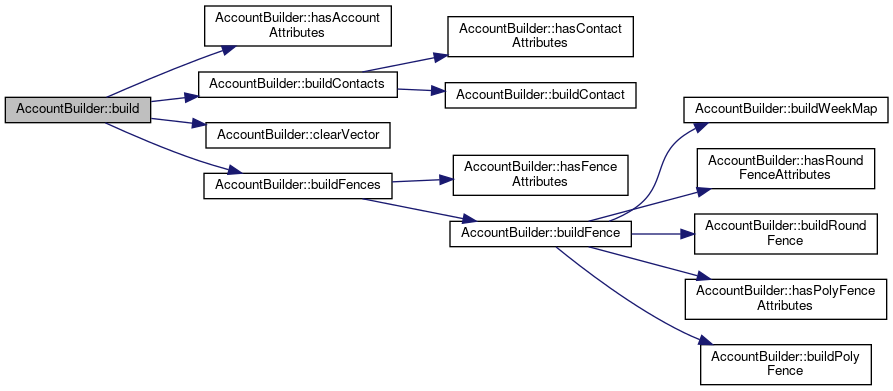 AccountBuilder::build
AccountBuilder::hasAccount
Attributes
AccountBuilder::buildContacts
AccountBuilder::clearVector
AccountBuilder::buildFences
AccountBuilder::hasContact
Attributes
AccountBuilder::buildContact
AccountBuilder::hasFence
Attributes
AccountBuilder::buildFence
AccountBuilder::buildWeekMap
AccountBuilder::hasRound
FenceAttributes
AccountBuilder::buildRound
Fence
AccountBuilder::hasPolyFence
Attributes
AccountBuilder::buildPoly
Fence